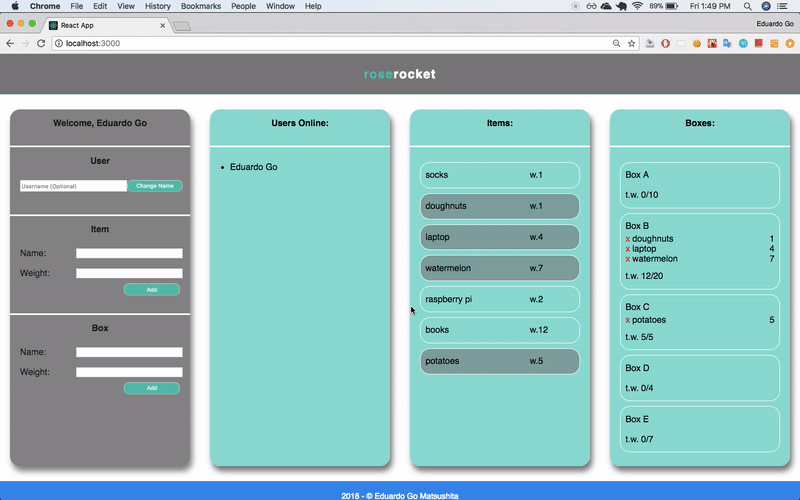 Chrome File Edit View History Bookmarks People Window Help 89% Fri 1:49 PM
React App Eduardo Go
localhost:3000
roserocket
Welcome, Eduardo Go
User
Username (Optional) Change Name
Item
Name:
Weight:
Add
Box
Name:
Weight:
Add
Users Online:
Eduardo Go
Items:
socks w.1
doughnuts w.1
laptop w.4
watermelon w.7
raspberry pi w.2
books w.12
potatoes w.5
Boxes:
Box A
t.w. 0/10
Box B
x doughnuts 1
x laptop 4
x watermelon 7
t.w. 12/20
Box C
x potatoes 5
t.w. 5/5
Box D
t.w. 0/4
Box E
t.w. 0/7
2018 - © Eduardo Go Matsushita